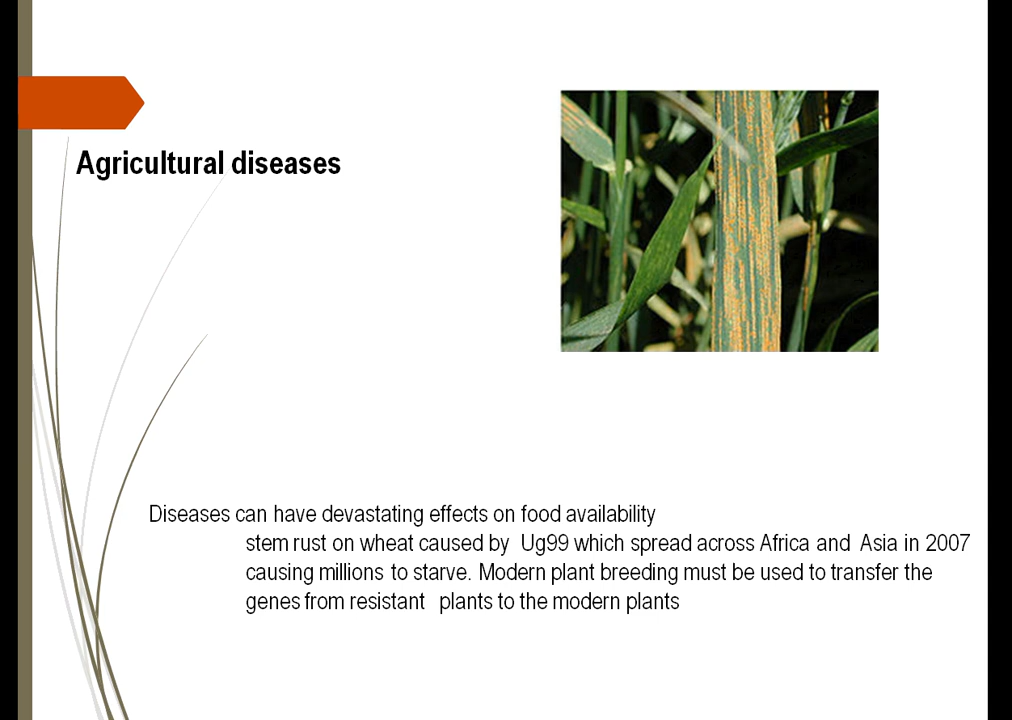 Agricultural diseases
Diseases can have devastating effects on food availability
stem rust on wheat caused by Ug99 which spread across Africa and Asia in 2007
causing millions to starve. Modern plant breeding must be used to transfer the
genes from resistant plants to the modern plants